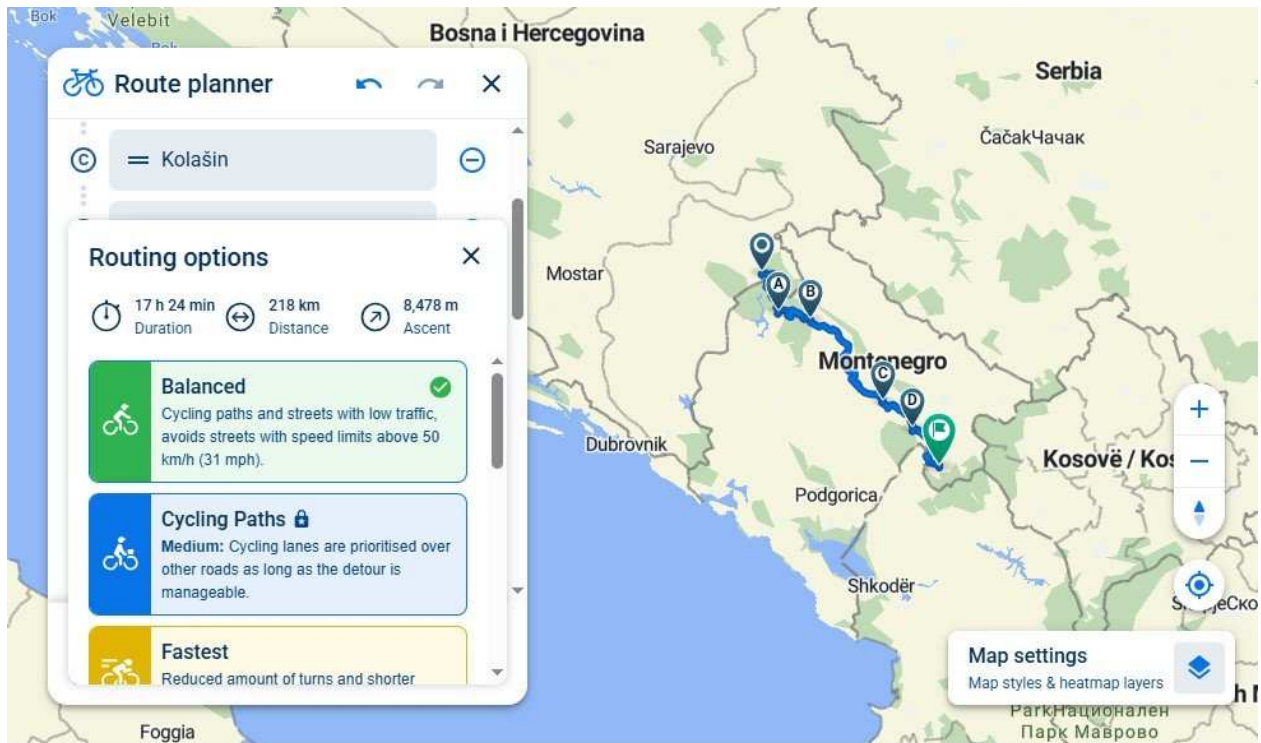 Route planner
C
Kolašin
Routing options
17 h 24 min
Duration
218 km
Distance
8,478 m
Ascent
Balanced
Cycling paths and streets with low traffic,
avoids streets with speed limits above 50
km/h (31 mph).
Cycling Paths
Medium: Cycling lanes are prioritised over
other roads as long as the detour is
manageable.
Fastest
Reduced amount of turns and shorter
Bok
Velebit
Bosna i Hercegovina
Serbia
Sarajevo
ČačakЧачак
Mostar
A
B
Montenegro
C
D
Dubrovnik
Kosovë / Kos
Podgorica
Shkodër
jeСко
Map settings
Map styles & heatmap layers
ParkНационален
Парк Маврово
Foggia